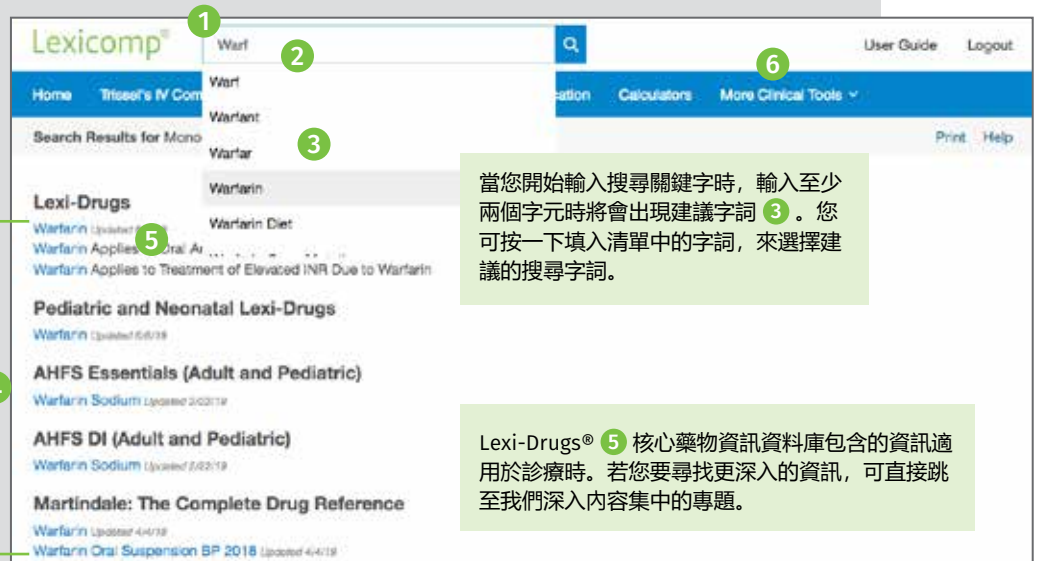 1
Lexicomp®
Warf
2
User Guide Logout
6
Home Trissel's IV Com
ation Calculators More Clinical Tools
Warf
Warfant
Warfar
3
Warfarin
Warfarin Diet
Search Results for Mono
Print Help
Lexi-Drugs
Warfarin
5
Warfarin Applies Oral A
Warfarin Applies to Treatment of Elevated INR Due to Warfarin
Pediatric and Neonatal Lexi-Drugs
Warfarin
AHFS Essentials (Adult and Pediatric)
Warfarin Sodium
AHFS DI (Adult and Pediatric)
Warfarin Sodium
Martindale: The Complete Drug Reference
Warfarin Updated 4/4/19
Warfarin Oral Suspension BP 2018 Updated 4/4/19
當您開始輸入搜尋關鍵字時，輸入至少
兩個字元時將會出現建議字詞 3 。您
可按一下填入清單中的字詞，來選擇建
議的搜尋字詞。
Lexi-Drugs® 5 核心藥物資訊資料庫包含的資訊適
用於診療時。若您要尋找更深入的資訊，可直接跳
至我們深入內容集中的專題。